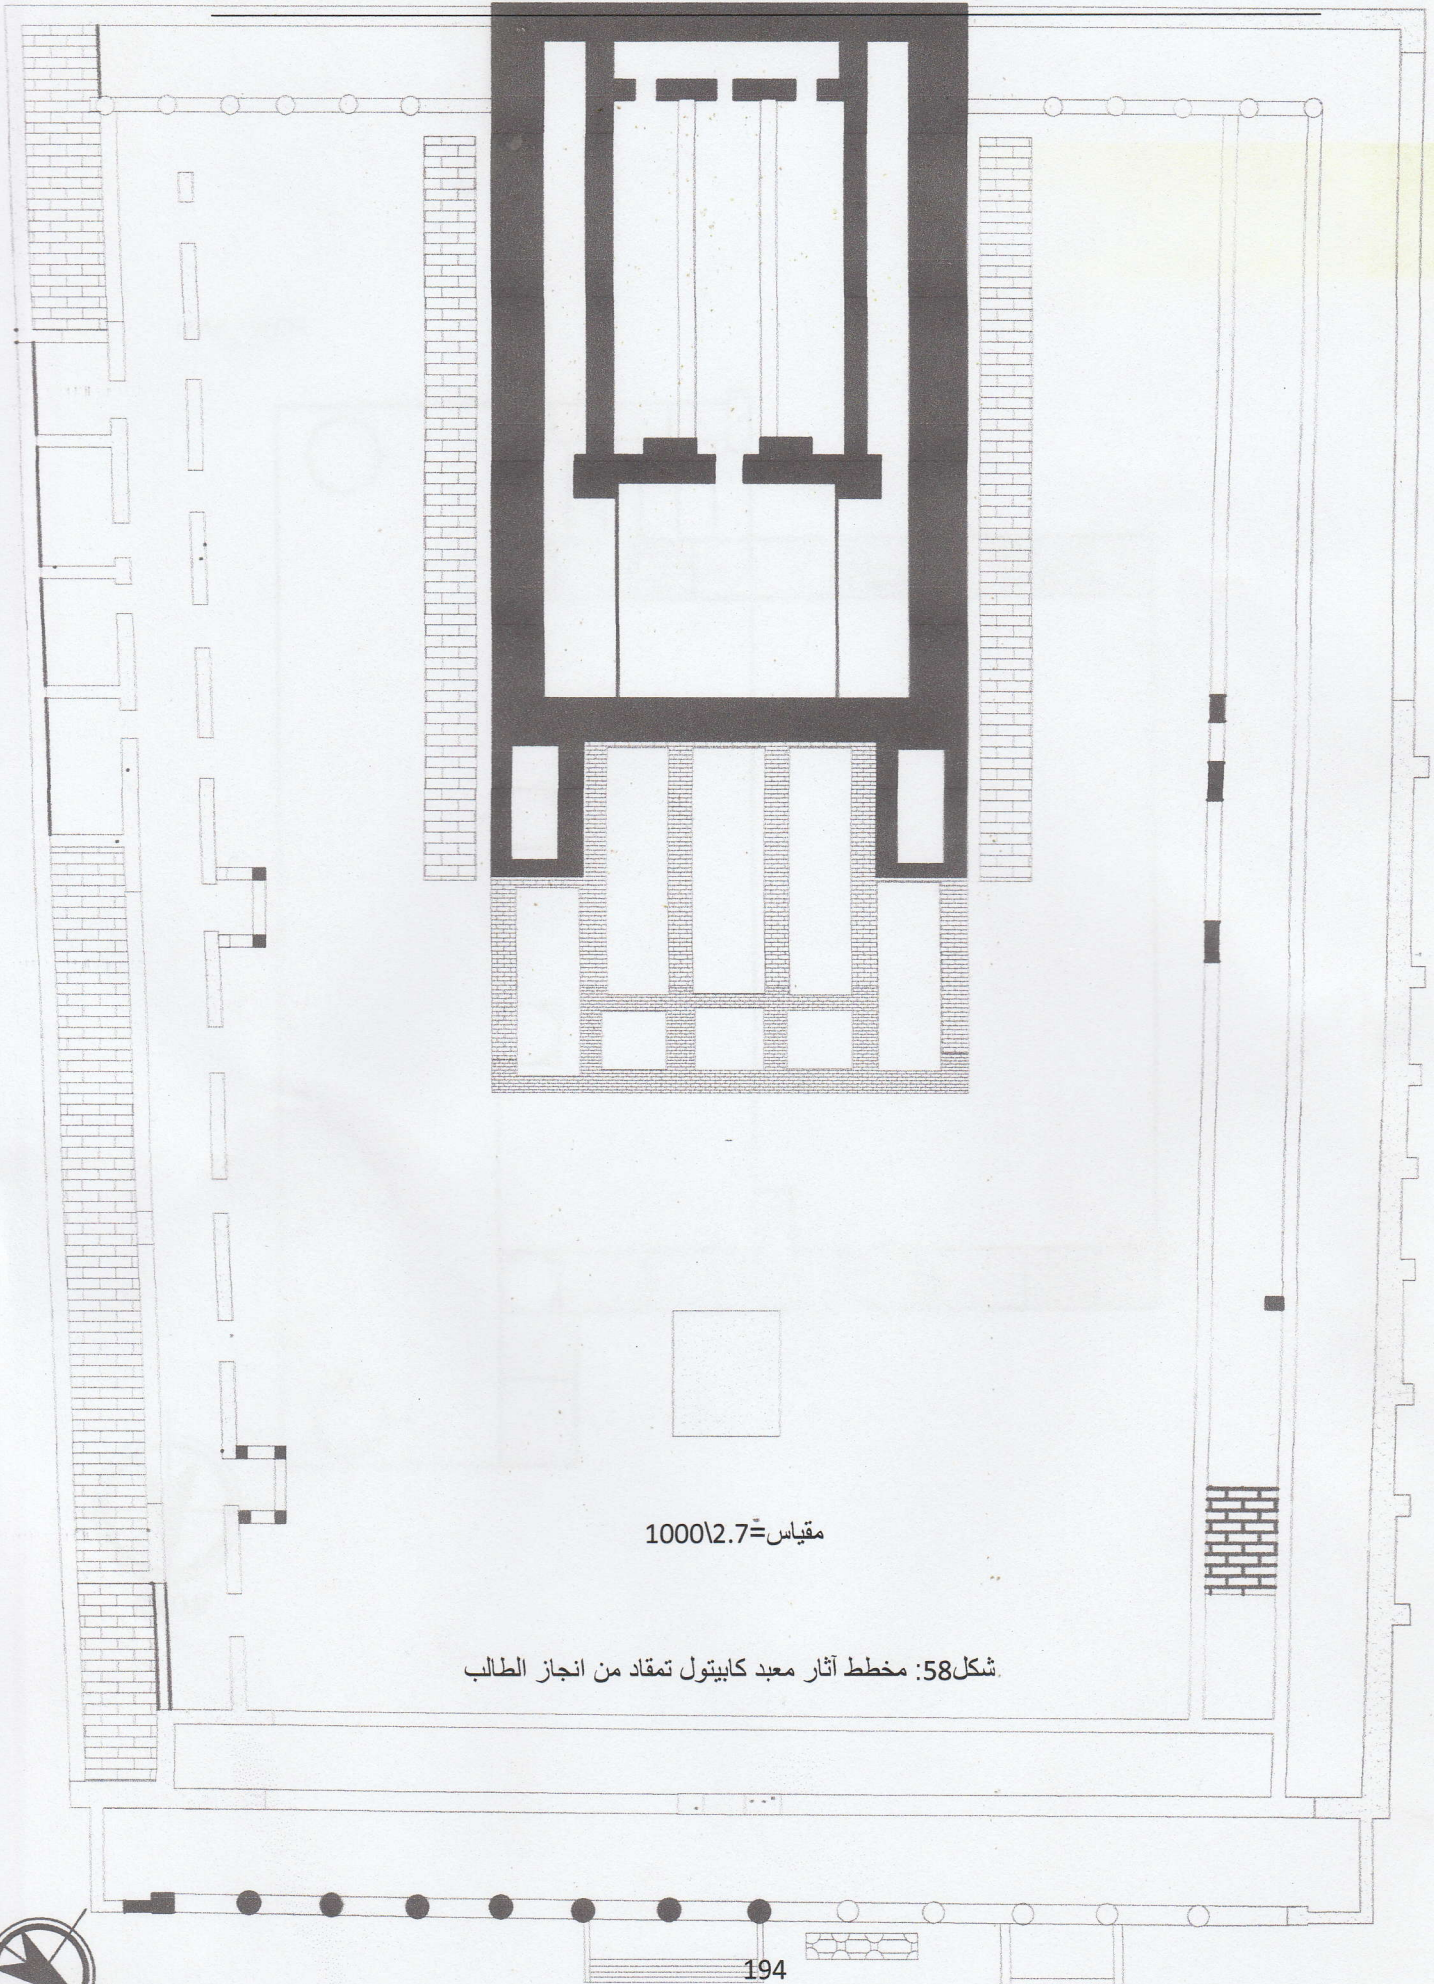 مقياس=2.7\1000
شكل58: مخطط آثار معبد كابيتول تمقاد من انجاز الطالب
194